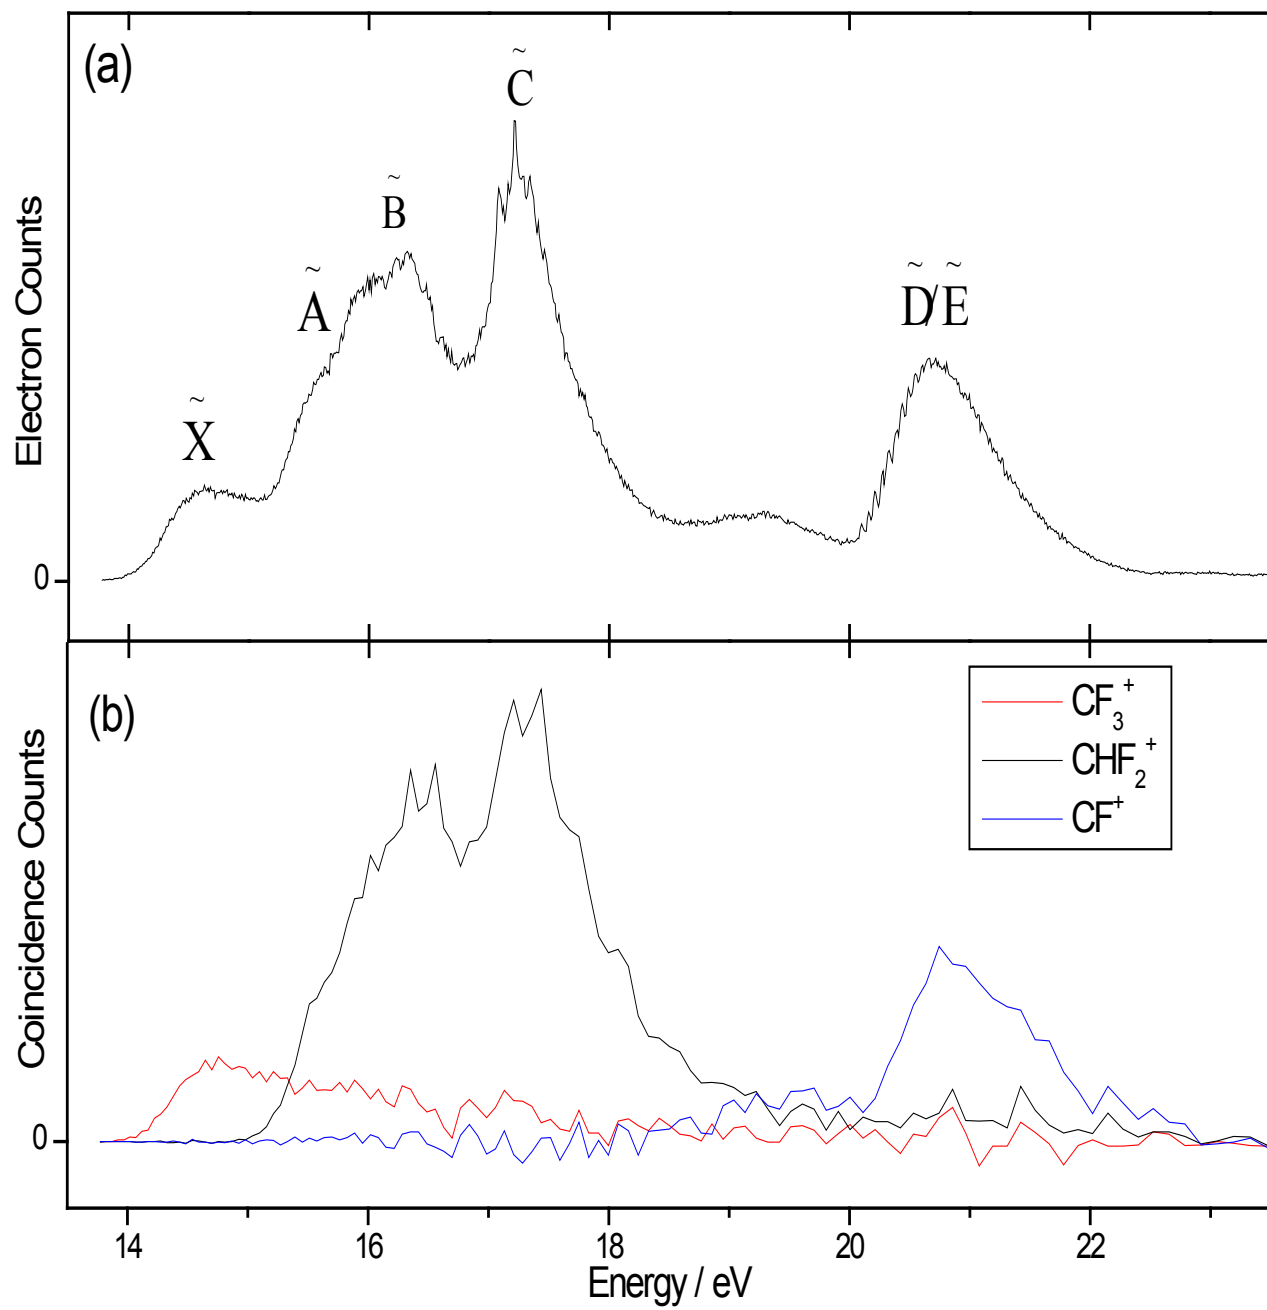 (a)
C̃
B̃
Ã
D̃/Ẽ
X̃
Electron Counts
0
(b)
CF₃⁺
CHF₂⁺
CF⁺
Coincidence Counts
0
14 16 18 20 22
Energy / eV